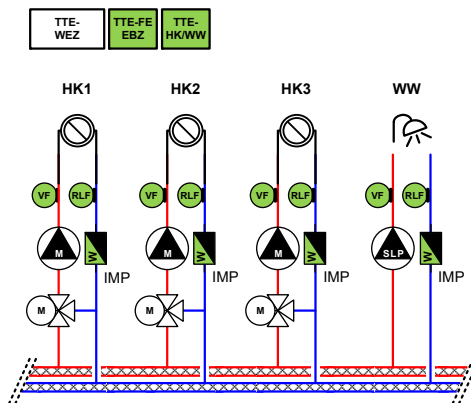 TTE-
WEZ
TTE-FE
EBZ
TTE-
HK/WW
HK1 HK2 HK3 WW
VF RLF VF RLF VF RLF VF RLF
M W M W M W SLP W
IMP IMP IMP IMP
M M M